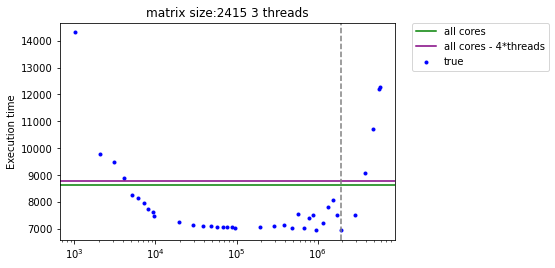 matrix size:2415 3 threads
all cores
all cores - 4*threads
true
Execution time
14000
13000
12000
11000
10000
9000
8000
7000
10³ 10⁴ 10⁵ 10⁶